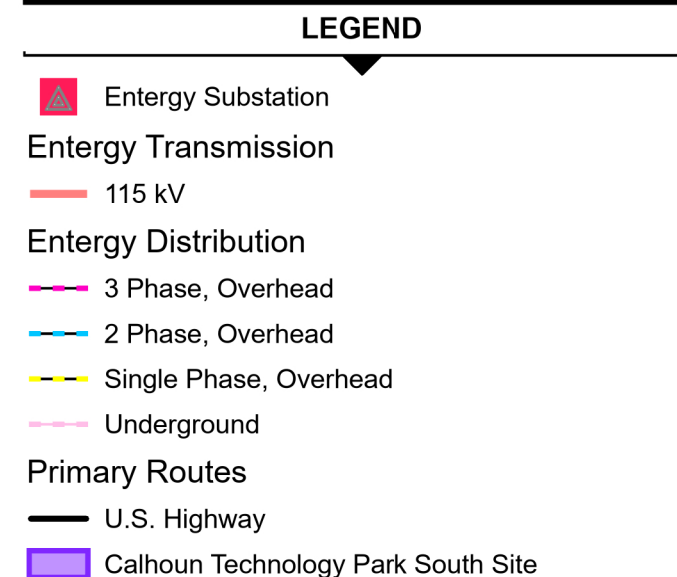 LEGEND
Entergy Substation
Entergy Transmission
115 kV
Entergy Distribution
3 Phase, Overhead
2 Phase, Overhead
Single Phase, Overhead
Underground
Primary Routes
U.S. Highway
Calhoun Technology Park South Site